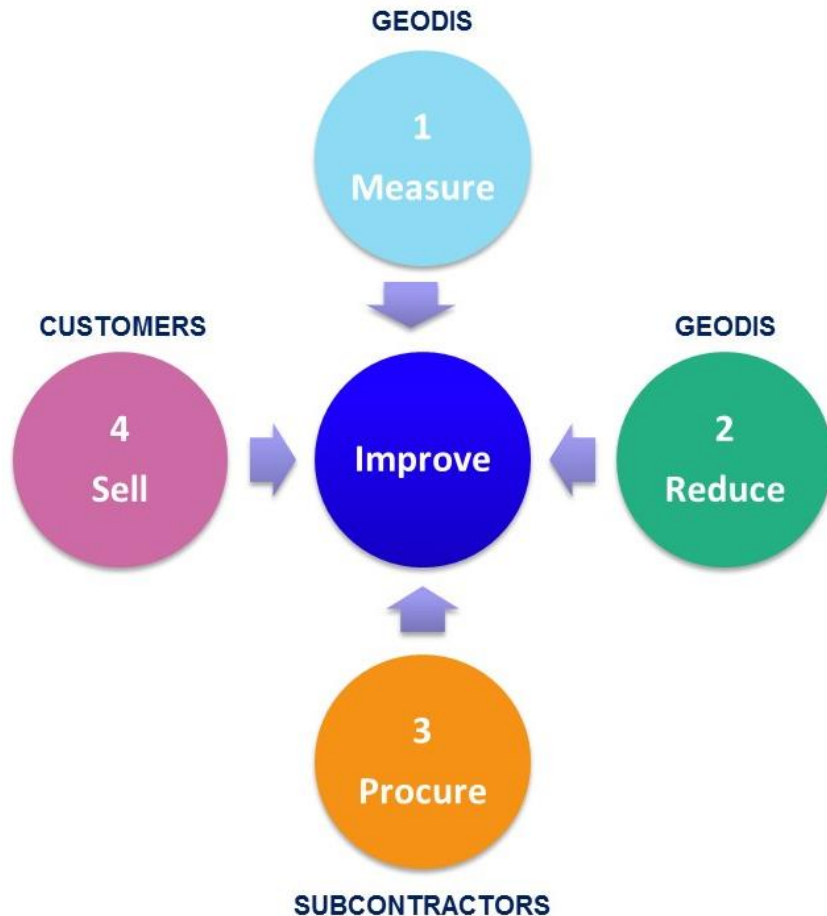 GEODIS
1
Measure
CUSTOMERS
GEODIS
4
Sell
Improve
2
Reduce
3
Procure
SUBCONTRACTORS